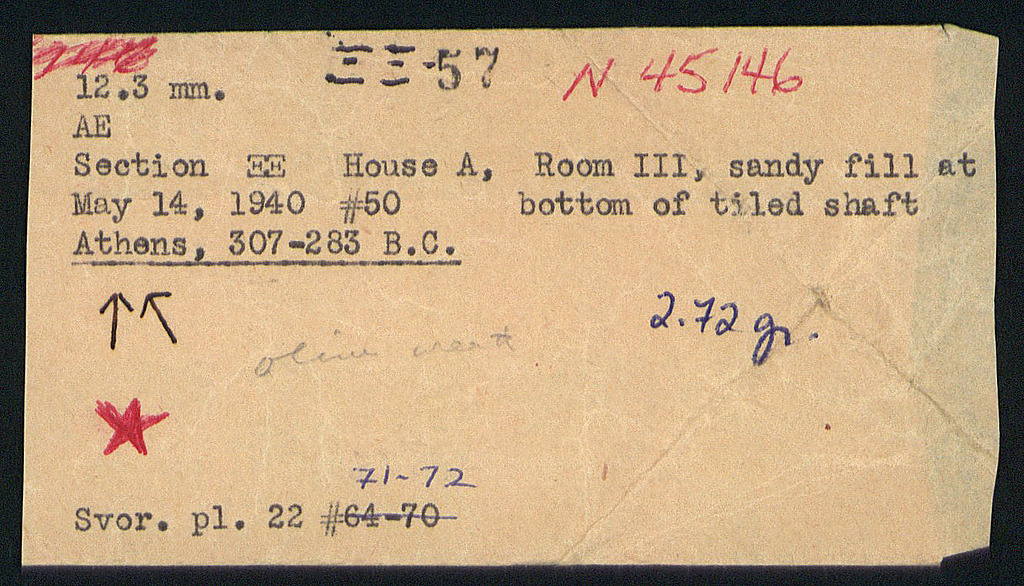 ΞΞ-57
N 45146
12.3 mm.
AE
Section ΞΞ House A, Room III, sandy fill at
May 14, 1940 #50 bottom of tiled shaft
Athens, 307-283 B.C.
2.72 gr.
olive
71-72
Svor. pl. 22 #64-70